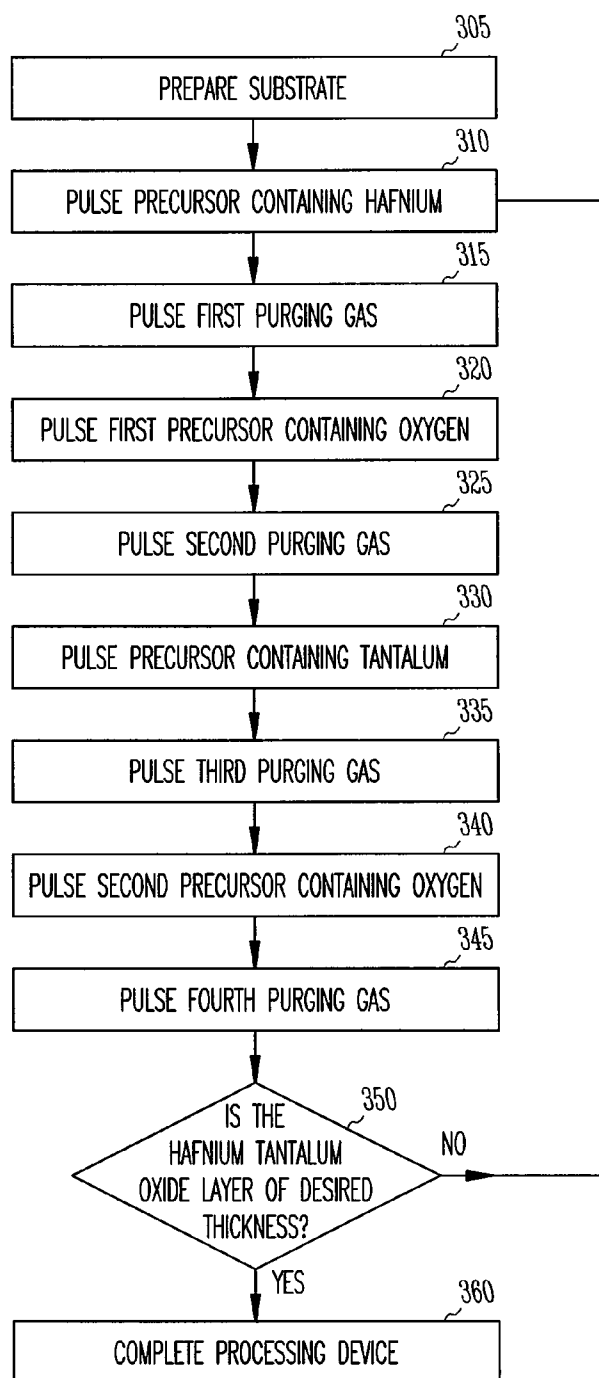 305
PREPARE SUBSTRATE
310
PULSE PRECURSOR CONTAINING HAFNIUM
315
PULSE FIRST PURGING GAS
320
PULSE FIRST PRECURSOR CONTAINING OXYGEN
325
PULSE SECOND PURGING GAS
330
PULSE PRECURSOR CONTAINING TANTALUM
335
PULSE THIRD PURGING GAS
340
PULSE SECOND PRECURSOR CONTAINING OXYGEN
345
PULSE FOURTH PURGING GAS
350
IS THE
HAFNIUM TANTALUM
OXIDE LAYER OF DESIRED
THICKNESS?
NO
YES
360
COMPLETE PROCESSING DEVICE